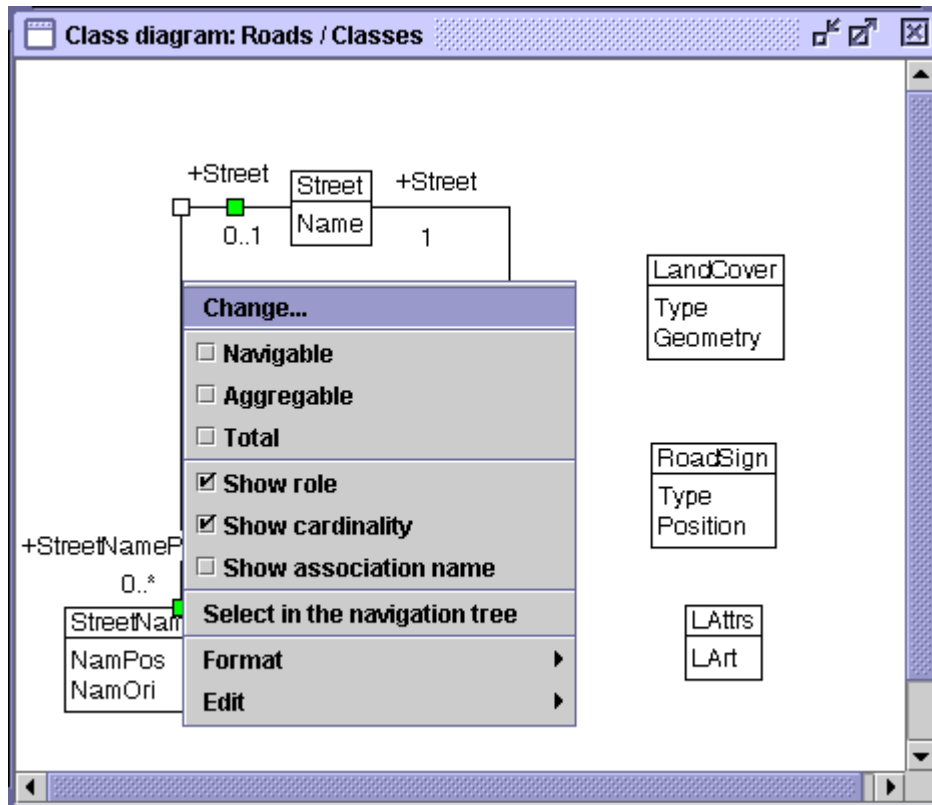 Class diagram: Roads / Classes
+Street
Street
+Street
Name
0..1
1
LandCover
Type
Geometry
Change...
Navigable
Aggregable
Total
Show role
Show cardinality
Show association name
Select in the navigation tree
Format
Edit
RoadSign
Type
Position
+StreetNameP
0..*
StreetNam
NamPos
NamOri
LAttrs
LArt